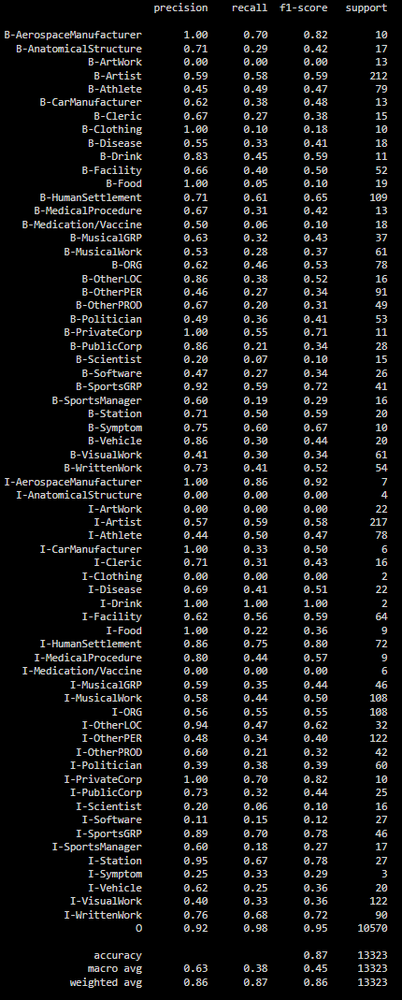 precision recall f1-score support
B-AerospaceManufacturer 1.00 0.70 0.82 10
B-AnatomicalStructure 0.71 0.29 0.42 17
B-ArtWork 0.00 0.00 0.00 13
B-Artist 0.59 0.58 0.59 212
B-Athlete 0.45 0.49 0.47 79
B-CarManufacturer 0.62 0.38 0.48 13
B-Cleric 0.67 0.27 0.38 15
B-Clothing 1.00 0.10 0.18 10
B-Disease 0.55 0.33 0.41 18
B-Drink 0.83 0.45 0.59 11
B-Facility 0.66 0.40 0.50 52
B-Food 1.00 0.05 0.10 19
B-HumanSettlement 0.71 0.61 0.65 109
B-MedicalProcedure 0.67 0.31 0.42 13
B-Medication/Vaccine 0.50 0.06 0.10 18
B-MusicalGRP 0.63 0.32 0.43 37
B-MusicalWork 0.53 0.28 0.37 61
B-ORG 0.62 0.46 0.53 78
B-OtherLOC 0.86 0.38 0.52 16
B-OtherPER 0.46 0.27 0.34 91
B-OtherPROD 0.67 0.20 0.31 49
B-Politician 0.49 0.36 0.41 53
B-PrivateCorp 1.00 0.55 0.71 11
B-PublicCorp 0.86 0.21 0.34 28
B-Scientist 0.20 0.07 0.10 15
B-Software 0.47 0.27 0.34 26
B-SportsGRP 0.92 0.59 0.72 41
B-SportsManager 0.60 0.19 0.29 16
B-Station 0.71 0.50 0.59 20
B-Symptom 0.75 0.60 0.67 10
B-Vehicle 0.86 0.30 0.44 20
B-VisualWork 0.41 0.30 0.34 61
B-WrittenWork 0.73 0.41 0.52 54
I-AerospaceManufacturer 1.00 0.86 0.92 7
I-AnatomicalStructure 0.00 0.00 0.00 4
I-ArtWork 0.00 0.00 0.00 22
I-Artist 0.57 0.59 0.58 217
I-Athlete 0.44 0.50 0.47 78
I-CarManufacturer 1.00 0.33 0.50 6
I-Cleric 0.71 0.31 0.43 16
I-Clothing 0.00 0.00 0.00 2
I-Disease 0.69 0.41 0.51 22
I-Drink 1.00 1.00 1.00 2
I-Facility 0.62 0.56 0.59 64
I-Food 1.00 0.22 0.36 9
I-HumanSettlement 0.86 0.75 0.80 72
I-MedicalProcedure 0.80 0.44 0.57 9
I-Medication/Vaccine 0.00 0.00 0.00 6
I-MusicalGRP 0.59 0.35 0.44 46
I-MusicalWork 0.58 0.44 0.50 108
I-ORG 0.56 0.55 0.55 108
I-OtherLOC 0.94 0.47 0.62 32
I-OtherPER 0.48 0.34 0.40 122
I-OtherPROD 0.60 0.21 0.32 42
I-Politician 0.39 0.38 0.39 60
I-PrivateCorp 1.00 0.70 0.82 10
I-PublicCorp 0.73 0.32 0.44 25
I-Scientist 0.20 0.06 0.10 16
I-Software 0.11 0.15 0.12 27
I-SportsGRP 0.89 0.70 0.78 46
I-SportsManager 0.60 0.18 0.27 17
I-Station 0.95 0.67 0.78 27
I-Symptom 0.25 0.33 0.29 3
I-Vehicle 0.62 0.25 0.36 20
I-VisualWork 0.40 0.33 0.36 122
I-WrittenWork 0.76 0.68 0.72 90
O 0.92 0.98 0.95 10570
accuracy 0.87 13323
macro avg 0.63 0.38 0.45 13323
weighted avg 0.86 0.87 0.86 13323